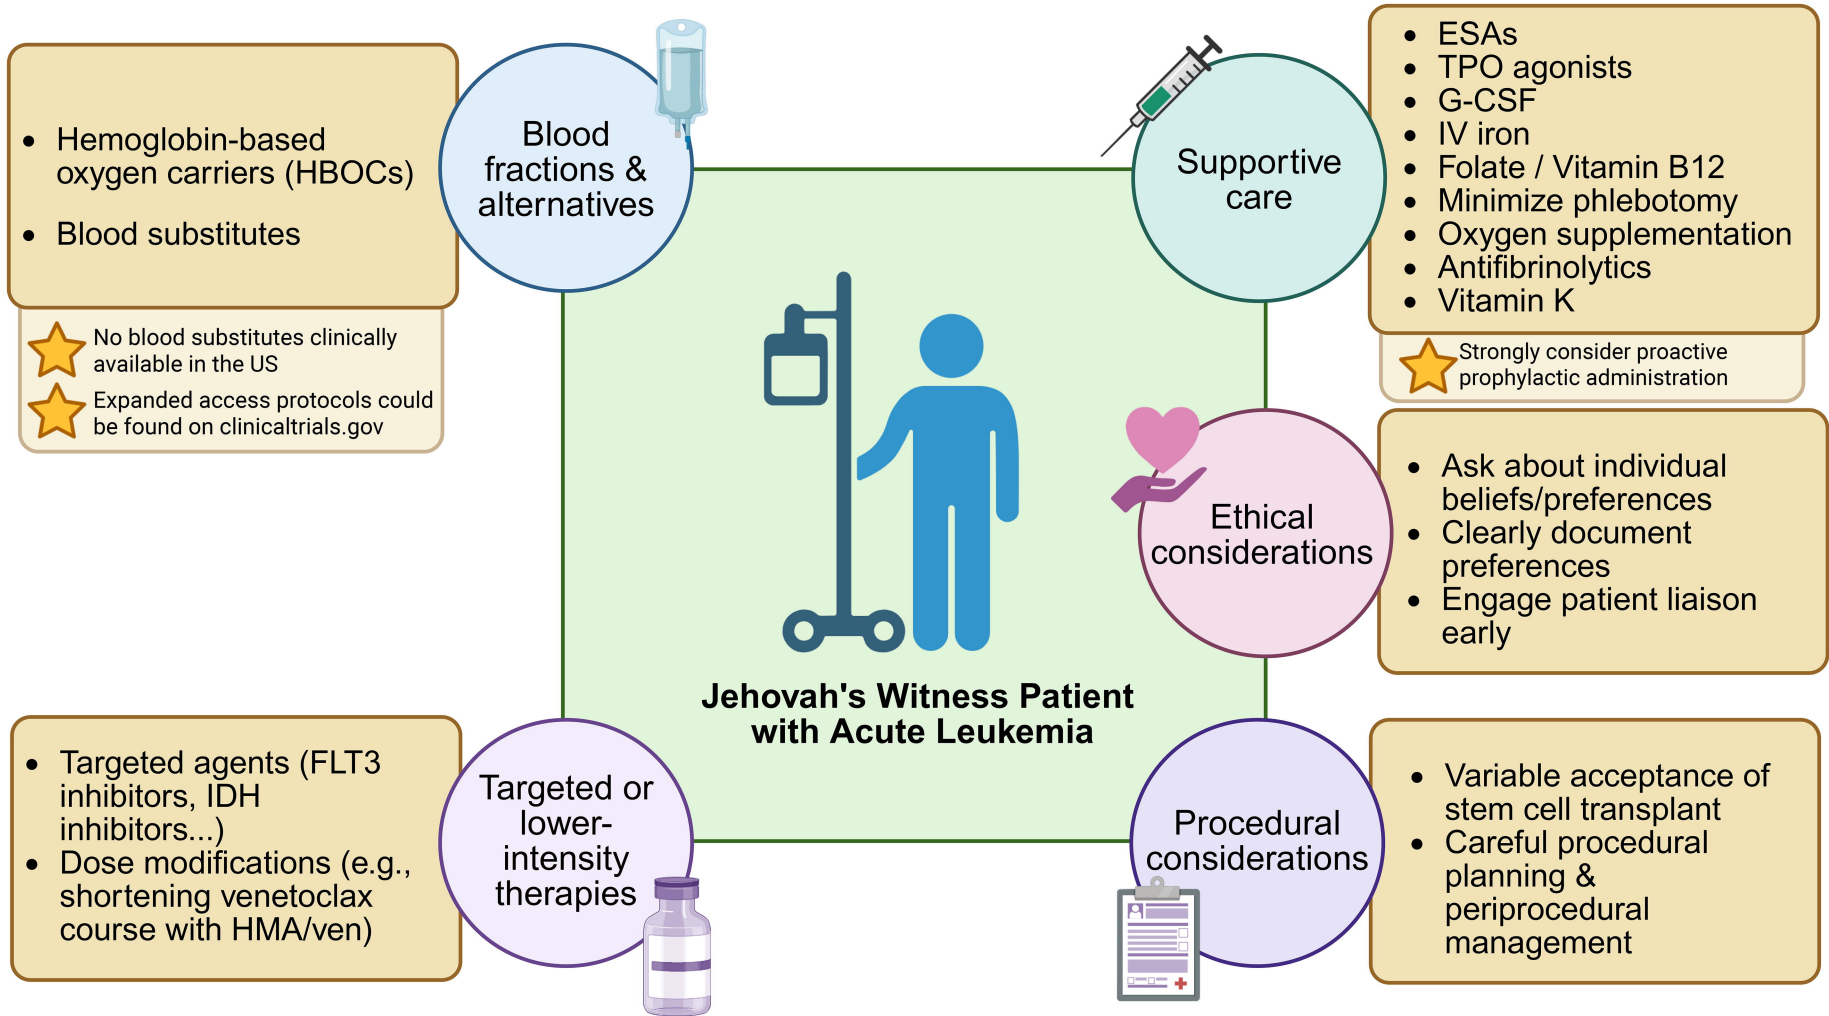 Blood
fractions &
alternatives
• Hemoglobin-based
oxygen carriers (HBOCs)
• Blood substitutes
No blood substitutes clinically
available in the US
Expanded access protocols could
be found on clinicaltrials.gov
Supportive
care
• ESAs
• TPO agonists
• G-CSF
• IV iron
• Folate / Vitamin B12
• Minimize phlebotomy
• Oxygen supplementation
• Antifibrinolytics
• Vitamin K
Strongly consider proactive
prophylactic administration
Ethical
considerations
• Ask about individual
beliefs/preferences
• Clearly document
preferences
• Engage patient liaison
early
Jehovah's Witness Patient
with Acute Leukemia
Targeted or
lower-
intensity
therapies
• Targeted agents (FLT3
inhibitors, IDH
inhibitors...)
• Dose modifications (e.g.,
shortening venetoclax
course with HMA/ven)
Procedural
considerations
• Variable acceptance of
stem cell transplant
• Careful procedural
planning &
periprocedural
management